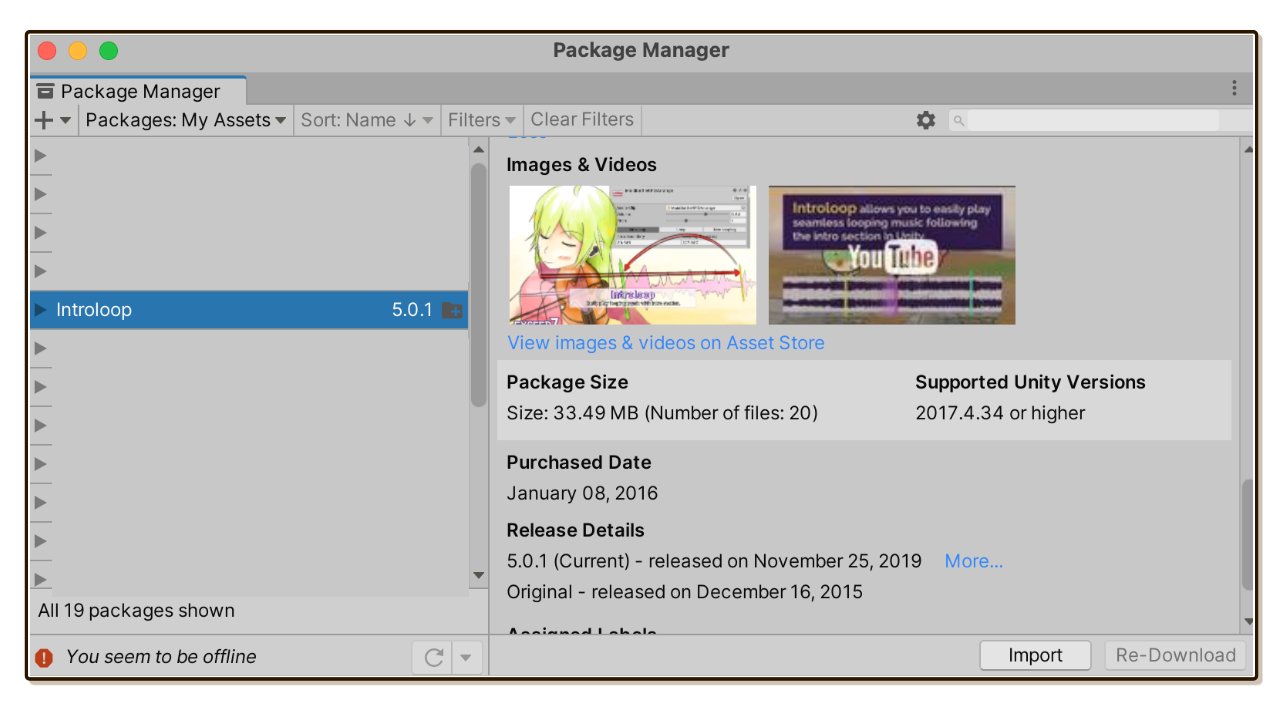 Package Manager
Package Manager
Packages: My Assets
Sort: Name ↓
Filters
Clear Filters
Introloop 5.0.1
All 19 packages shown
You seem to be offline
Images & Videos
Introloop
EXCEED7
Introloop allows you to easily play
seamless looping music following
the intro section in Unity.
YouTube
View images & videos on Asset Store
Package Size
Size: 33.49 MB (Number of files: 20)
Supported Unity Versions
2017.4.34 or higher
Purchased Date
January 08, 2016
Release Details
5.0.1 (Current) - released on November 25, 2019 More...
Original - released on December 16, 2015
Assigned Labels
Import
Re-Download